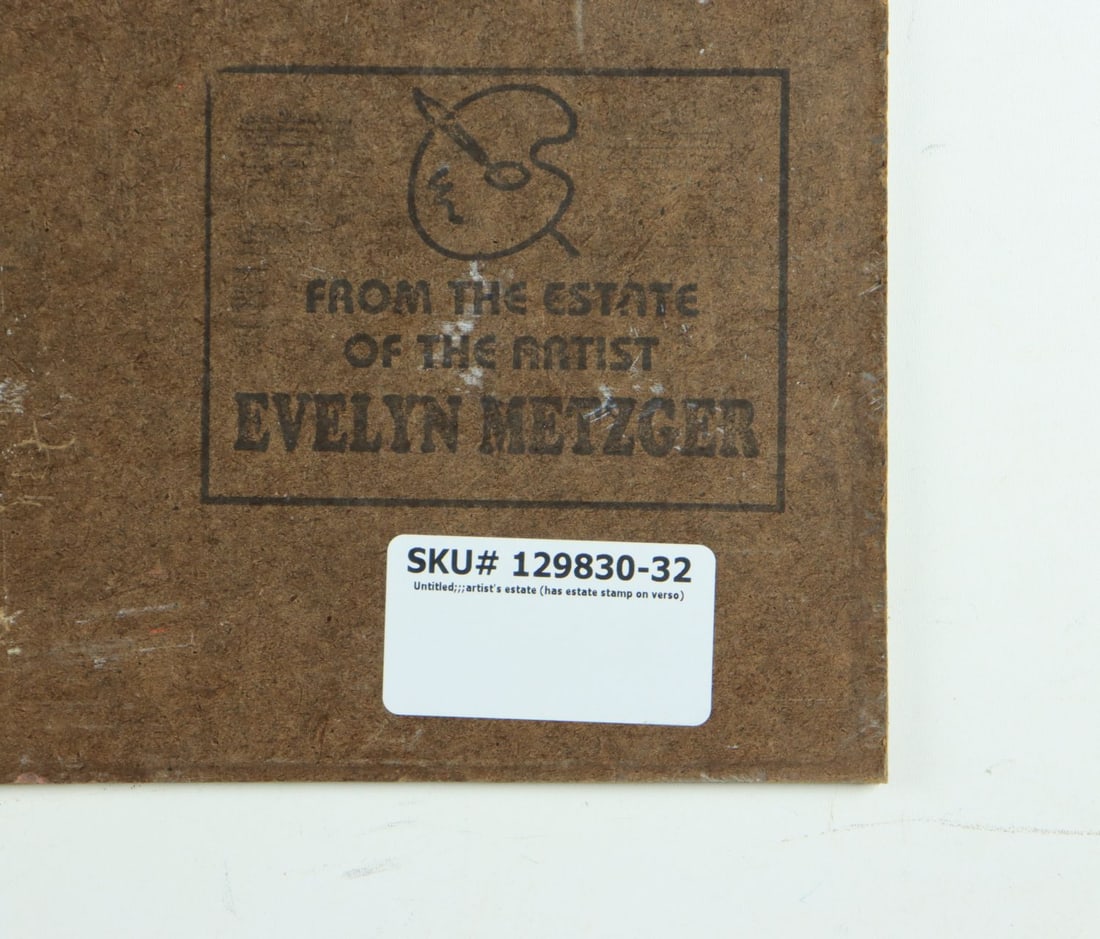 FROM THE ESTATE
OF THE ARTIST
EVELYN METZGER
SKU# 129830-32
Untitled;;;artist's estate (has estate stamp on verso)